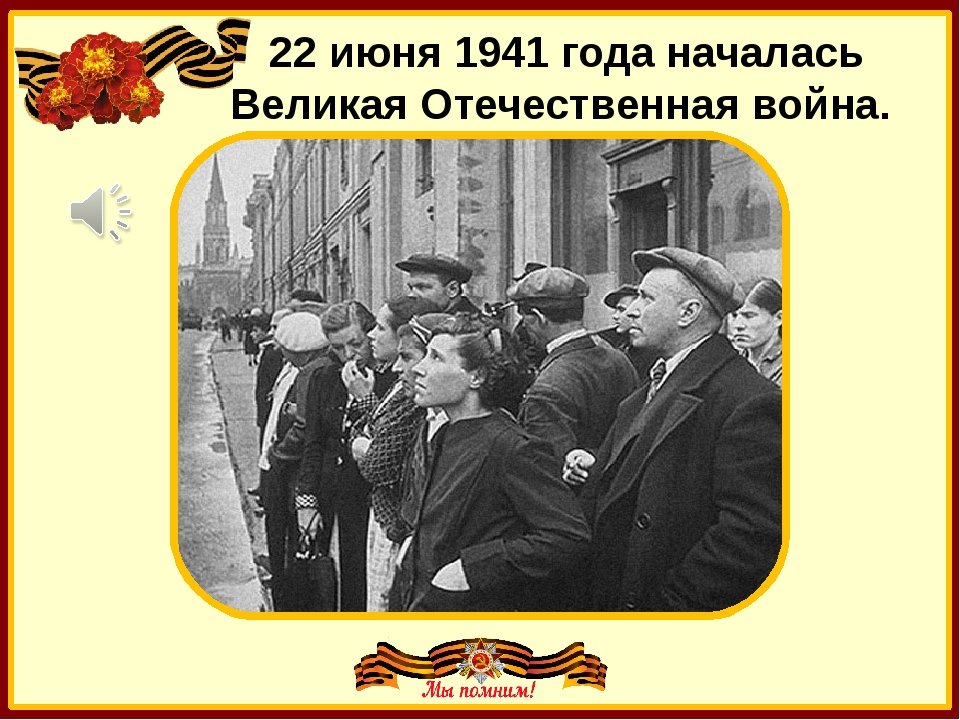 22 июня 1941 года началась
Великая Отечественная война.
Мы помним!